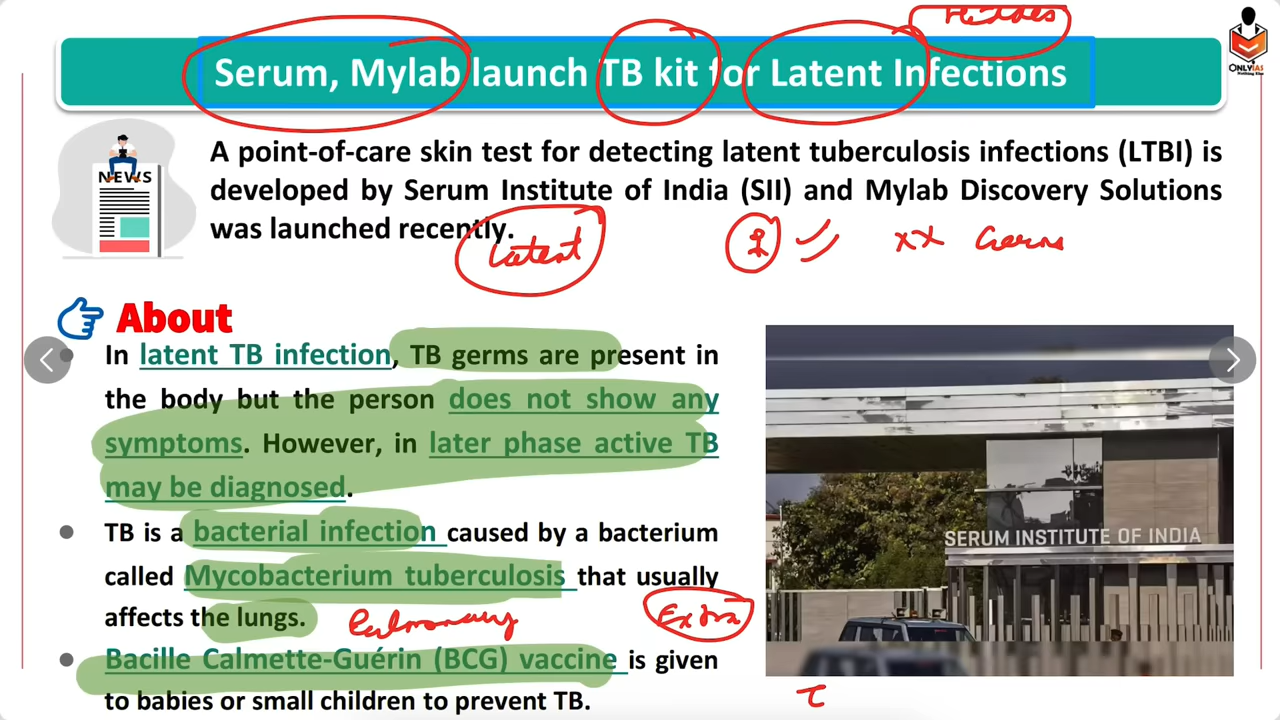 Serum, Mylab launch TB kit for Latent Infections
ONLYIAS
NEWS
A point-of-care skin test for detecting latent tuberculosis infections (LTBI) is
developed by Serum Institute of India (SII) and Mylab Discovery Solutions
was launched recently.
Latent
xx Germs
About
In latent TB infection, TB germs are present in
the body but the person does not show any
symptoms. However, in later phase active TB
may be diagnosed.
TB is a bacterial infection caused by a bacterium
called Mycobacterium tuberculosis that usually
affects the lungs.
Pulmonary
Extra
Bacille Calmette-Guérin (BCG) vaccine is given
to babies or small children to prevent TB.
SERUM INSTITUTE OF INDIA